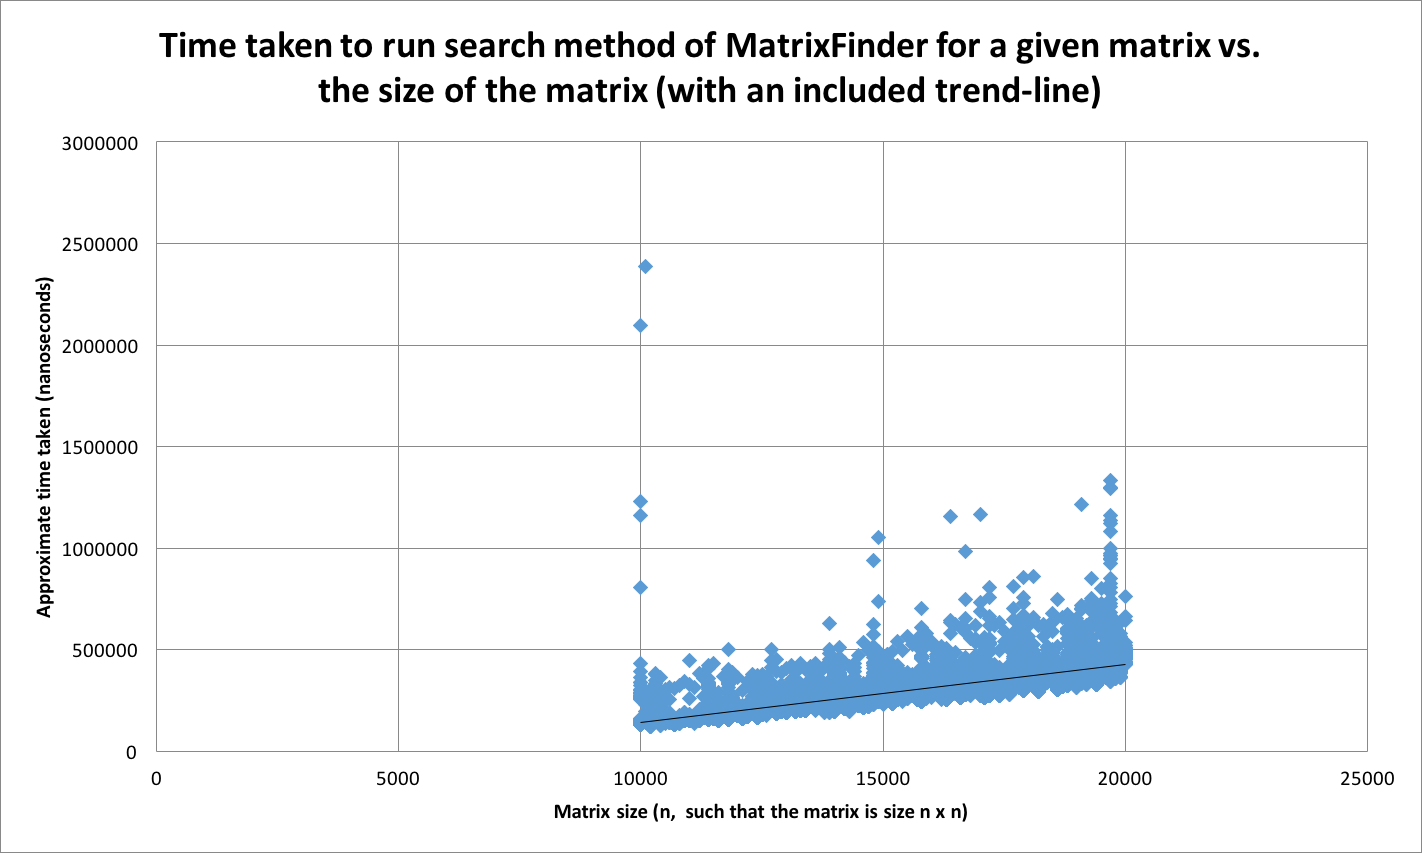 Time taken to run search method of MatrixFinder for a given matrix vs.
the size of the matrix (with an included trend-line)
3000000
2500000
2000000
1500000
1000000
500000
0
Approximate time taken (nanoseconds)
0 5000 10000 15000 20000 25000
Matrix size (n,  such that the matrix is size n x n)